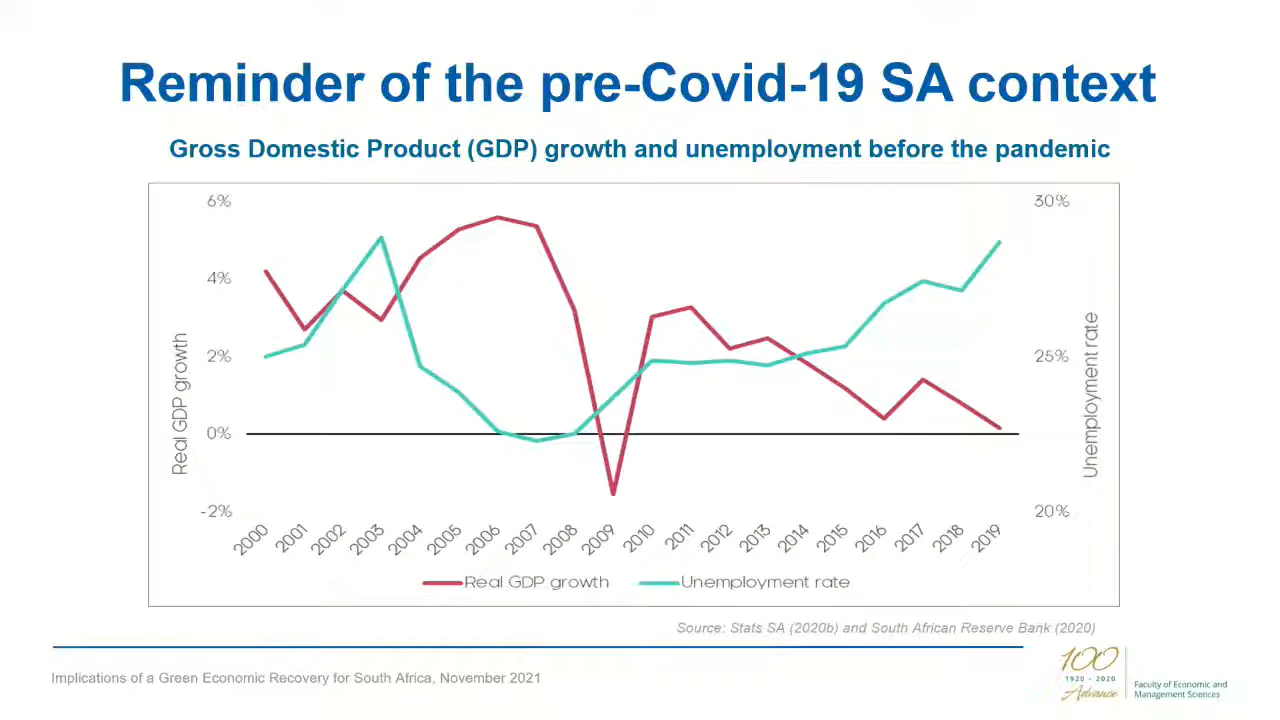 Reminder of the pre-Covid-19 SA context
Gross Domestic Product (GDP) growth and unemployment before the pandemic
6%
4%
2%
0%
-2%
Real GDP growth
30%
25%
20%
Unemployment rate
2000 2001 2002 2003 2004 2005 2006 2007 2008 2009 2010 2011 2012 2013 2014 2015 2016 2017 2018 2019
Real GDP growth Unemployment rate
Source: Stats SA (2020b) and South African Reserve Bank (2020)
Implications of a Green Economic Recovery for South Africa, November 2021
100
1920 - 2020
Advance
Faculty of Economic and
Management Sciences